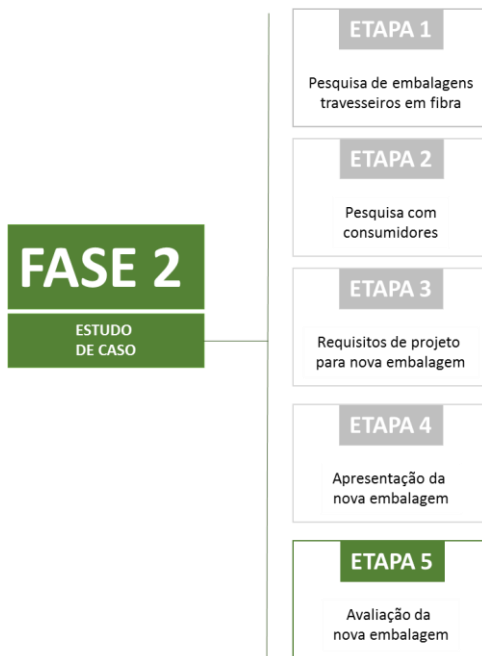 FASE 2
ESTUDO
DE CASO
ETAPA 1
Pesquisa de embalagens
travesseiros em fibra
ETAPA 2
Pesquisa com
consumidores
ETAPA 3
Requisitos de projeto
para nova embalagem
ETAPA 4
Apresentação da
nova embalagem
ETAPA 5
Avaliação da
nova embalagem